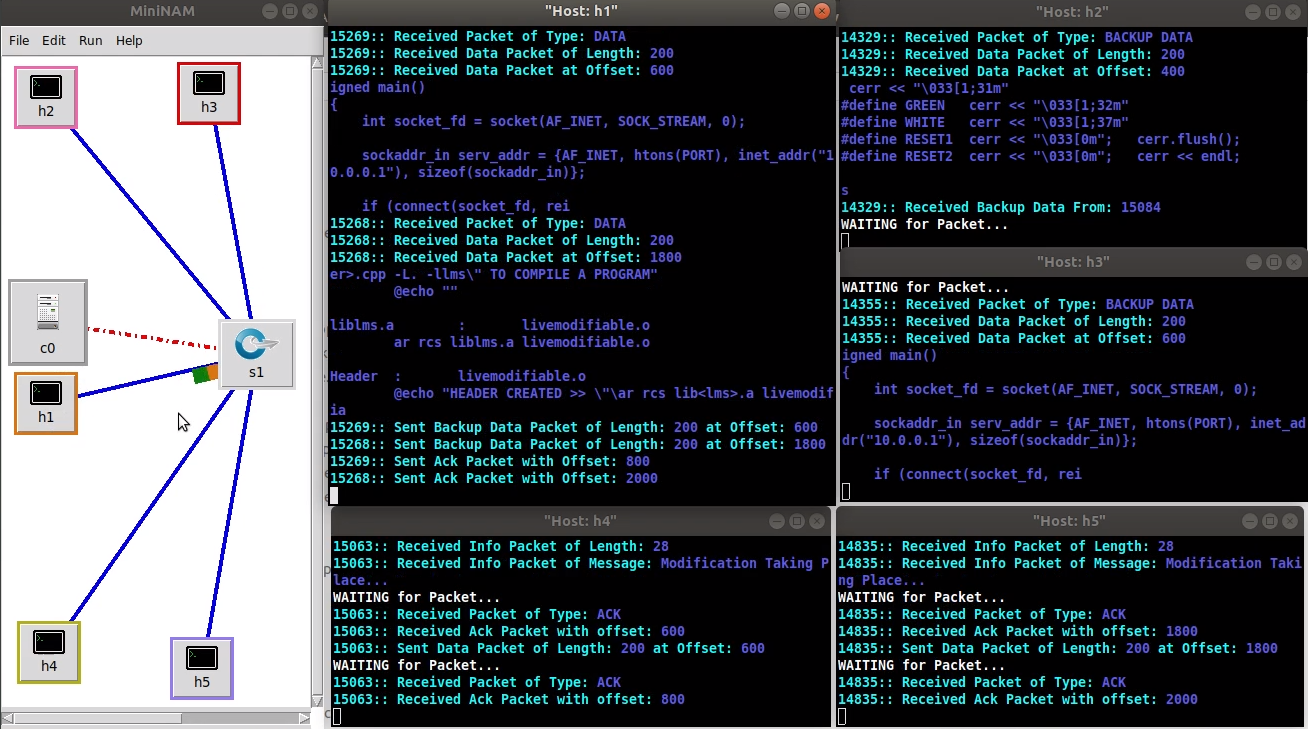 MiniNAM
File Edit Run Help
h2
h3
c0
s1
h1
h4
h5
"Host: h1"
15269:: Received Packet of Type: DATA
15269:: Received Data Packet of Length: 200
15269:: Received Data Packet at Offset: 600
igned main()
{
    int socket_fd = socket(AF_INET, SOCK_STREAM, 0);
    sockaddr_in serv_addr = {AF_INET, htons(PORT), inet_addr("1
0.0.0.1"), sizeof(sockaddr_in)};
    if (connect(socket_fd, rei
15268:: Received Packet of Type: DATA
15268:: Received Data Packet of Length: 200
15268:: Received Data Packet at Offset: 1800
er>.cpp -L. -llms\" TO COMPILE A PROGRAM"
        @echo ""
liblms.a        :       livemodifiable.o
        ar rcs liblms.a livemodifiable.o
Header  :       livemodifiable.o
        @echo "HEADER CREATED >> \"\ar rcs lib<lms>.a livemodif
ia
15269:: Sent Backup Data Packet of Length: 200 at Offset: 600
15268:: Sent Backup Data Packet of Length: 200 at Offset: 1800
15269:: Sent Ack Packet with Offset: 800
15268:: Sent Ack Packet with Offset: 2000
"Host: h2"
14329:: Received Packet of Type: BACKUP DATA
14329:: Received Data Packet of Length: 200
14329:: Received Data Packet at Offset: 400
 cerr << "\033[1;31m"
#define GREEN   cerr << "\033[1;32m"
#define WHITE   cerr << "\033[1;37m"
#define RESET1  cerr << "\033[0m";   cerr.flush();
#define RESET2  cerr << "\033[0m";   cerr << endl;
s
14329:: Received Backup Data From: 15084
WAITING for Packet...
"Host: h3"
WAITING for Packet...
14355:: Received Packet of Type: BACKUP DATA
14355:: Received Data Packet of Length: 200
14355:: Received Data Packet at Offset: 600
igned main()
{
    int socket_fd = socket(AF_INET, SOCK_STREAM, 0);
    sockaddr_in serv_addr = {AF_INET, htons(PORT), inet_ad
dr("10.0.0.1"), sizeof(sockaddr_in)};
    if (connect(socket_fd, rei
"Host: h4"
15063:: Received Info Packet of Length: 28
15063:: Received Info Packet of Message: Modification Taking P
lace...
WAITING for Packet...
15063:: Received Packet of Type: ACK
15063:: Received Ack Packet with offset: 600
15063:: Sent Data Packet of Length: 200 at Offset: 600
WAITING for Packet...
15063:: Received Packet of Type: ACK
15063:: Received Ack Packet with offset: 800
"Host: h5"
14835:: Received Info Packet of Length: 28
14835:: Received Info Packet of Message: Modification Taki
ng Place...
WAITING for Packet...
14835:: Received Packet of Type: ACK
14835:: Received Ack Packet with offset: 1800
14835:: Sent Data Packet of Length: 200 at Offset: 1800
WAITING for Packet...
14835:: Received Packet of Type: ACK
14835:: Received Ack Packet with offset: 2000